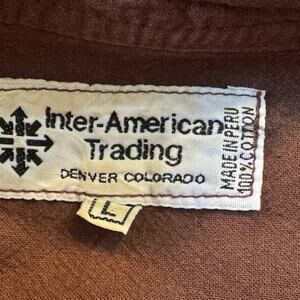 Inter-American
Trading
DENVER COLORADO
MADE IN PERU
100% COTTON
L